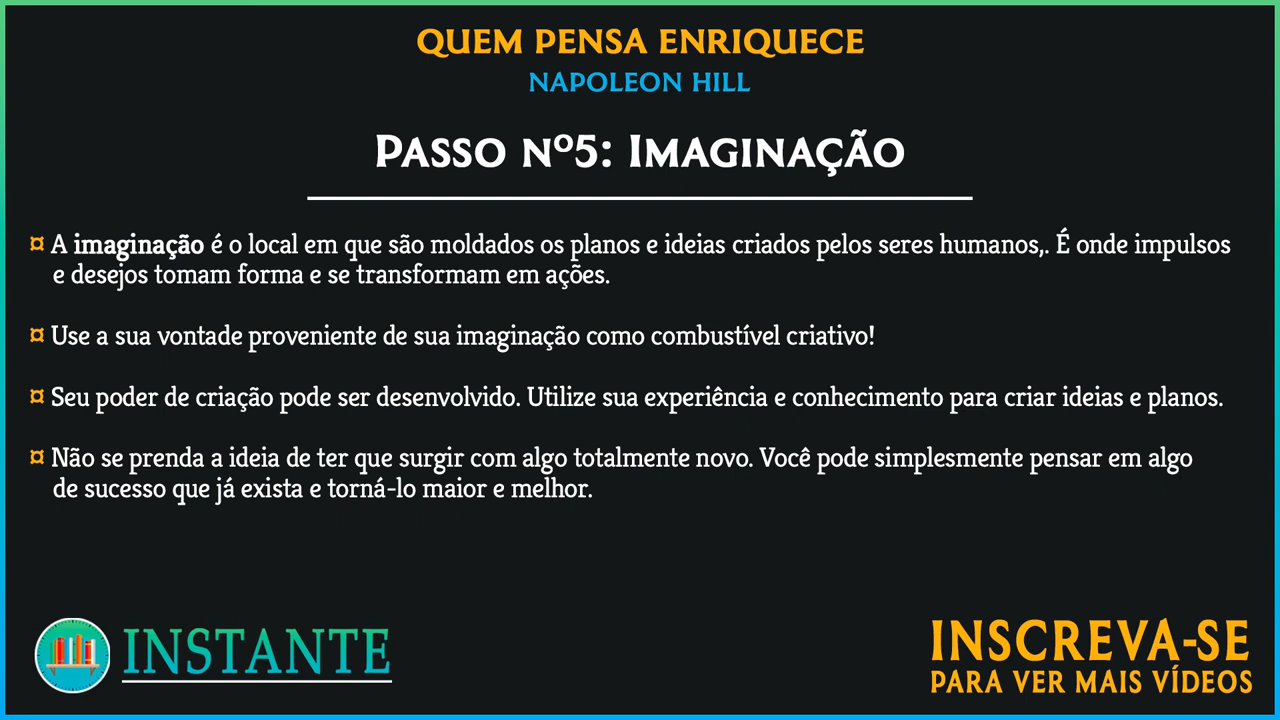 QUEM PENSA ENRIQUECE
NAPOLEON HILL
PASSO Nº5: IMAGINAÇÃO
¤ A imaginação é o local em que são moldados os planos e ideias criados pelos seres humanos,. É onde impulsos
e desejos tomam forma e se transformam em ações.
¤ Use a sua vontade proveniente de sua imaginação como combustível criativo!
¤ Seu poder de criação pode ser desenvolvido. Utilize sua experiência e conhecimento para criar ideias e planos.
¤ Não se prenda a ideia de ter que surgir com algo totalmente novo. Você pode simplesmente pensar em algo
de sucesso que já exista e torná-lo maior e melhor.
INSTANTE
INSCREVA-SE
PARA VER MAIS VÍDEOS